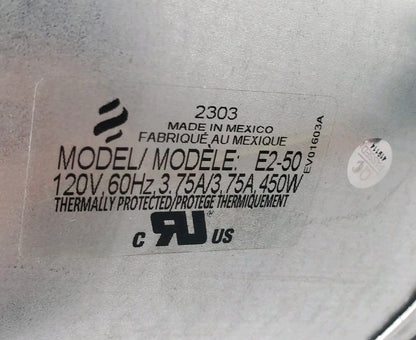 2303
MADE IN MEXICO
FABRIQUÉ AU MEXIQUE
MODEL/ MODÈLE: E2-50
120V, 60Hz, 3.75A/3.75A, 450W
THERMALLY PROTECTED/PROTÉGÉ THERMIQUEMENT
C RU US
EV01603A